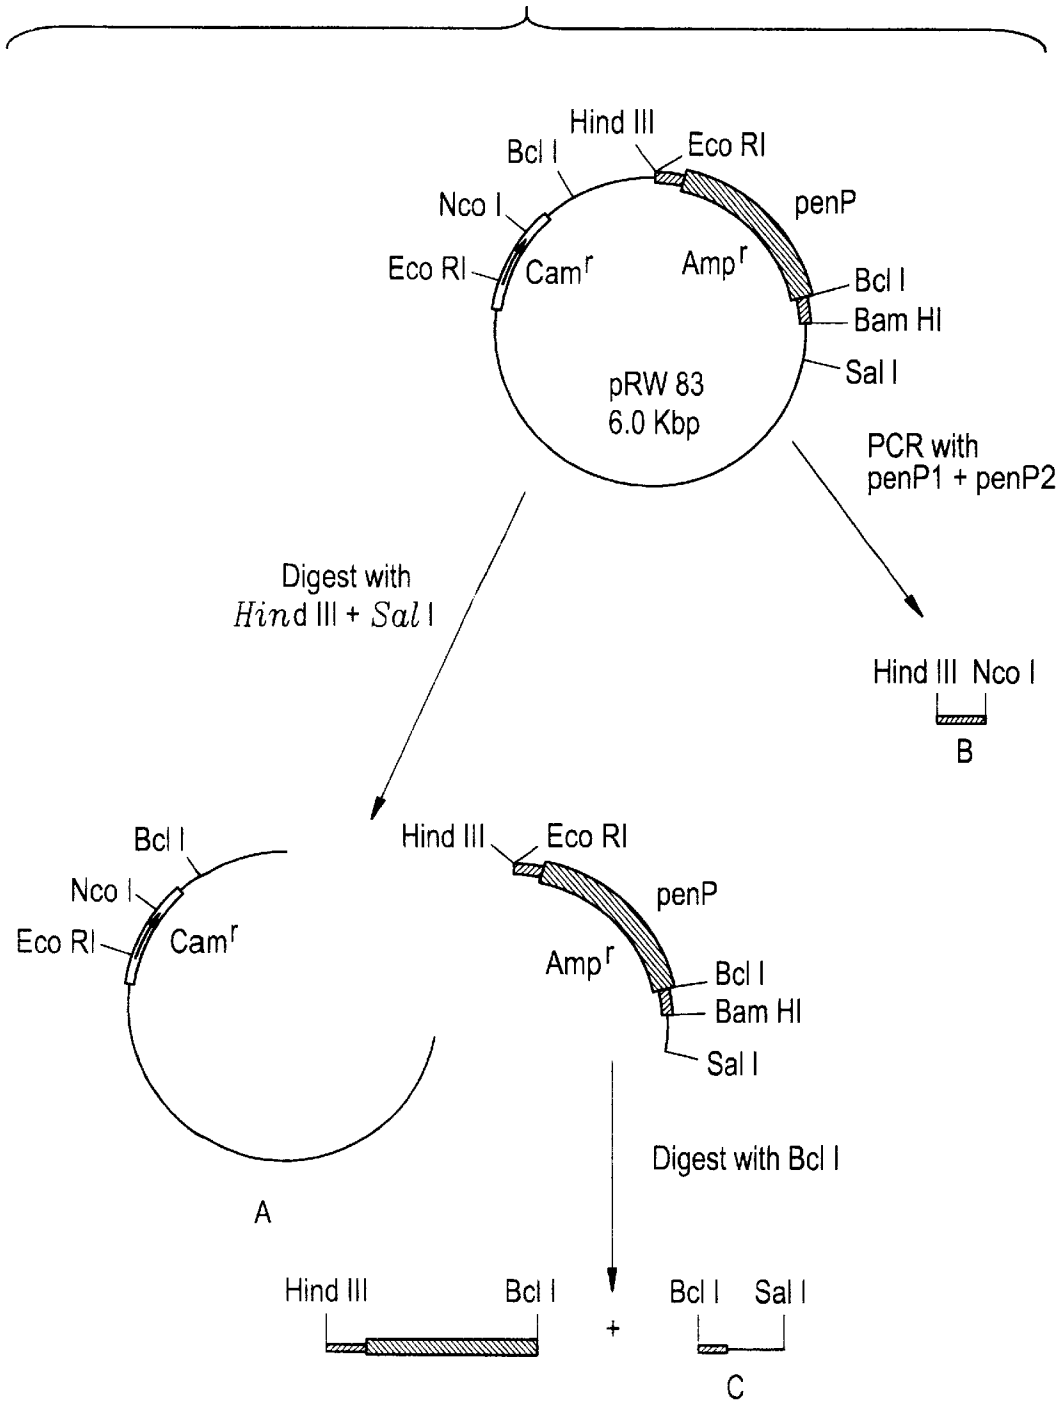 Hind III
Eco RI
Bcl I
Nco I
penP
Eco RI
Cam^r
Amp^r
Bcl I
Bam HI
Sal I
pRW 83
6.0 Kbp
PCR with
penP1 + penP2
Digest with
Hind III + Sal I
Hind III Nco I
B
Bcl I
Hind III
Eco RI
Nco I
penP
Eco RI
Cam^r
Amp^r
Bcl I
Bam HI
Sal I
Digest with Bcl I
A
Hind III
Bcl I
+
Bcl I
Sal I
C